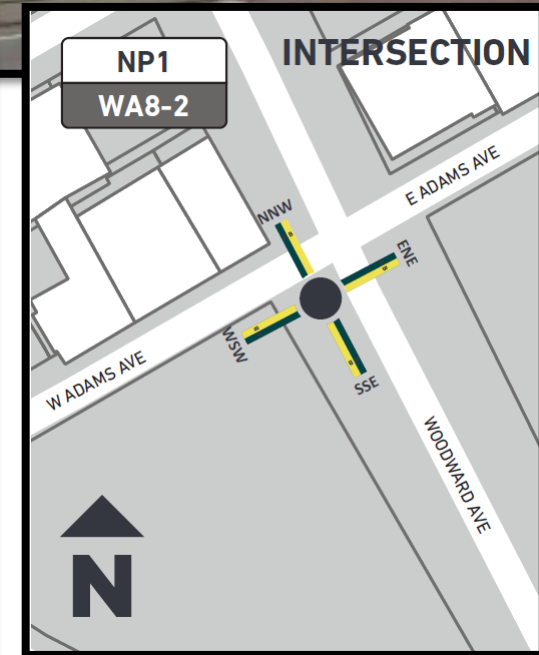 NP1
WA8-2
INTERSECTION
E ADAMS AVE
NNW
ENE
WSW
SSE
W ADAMS AVE
WOODWARD AVE
N